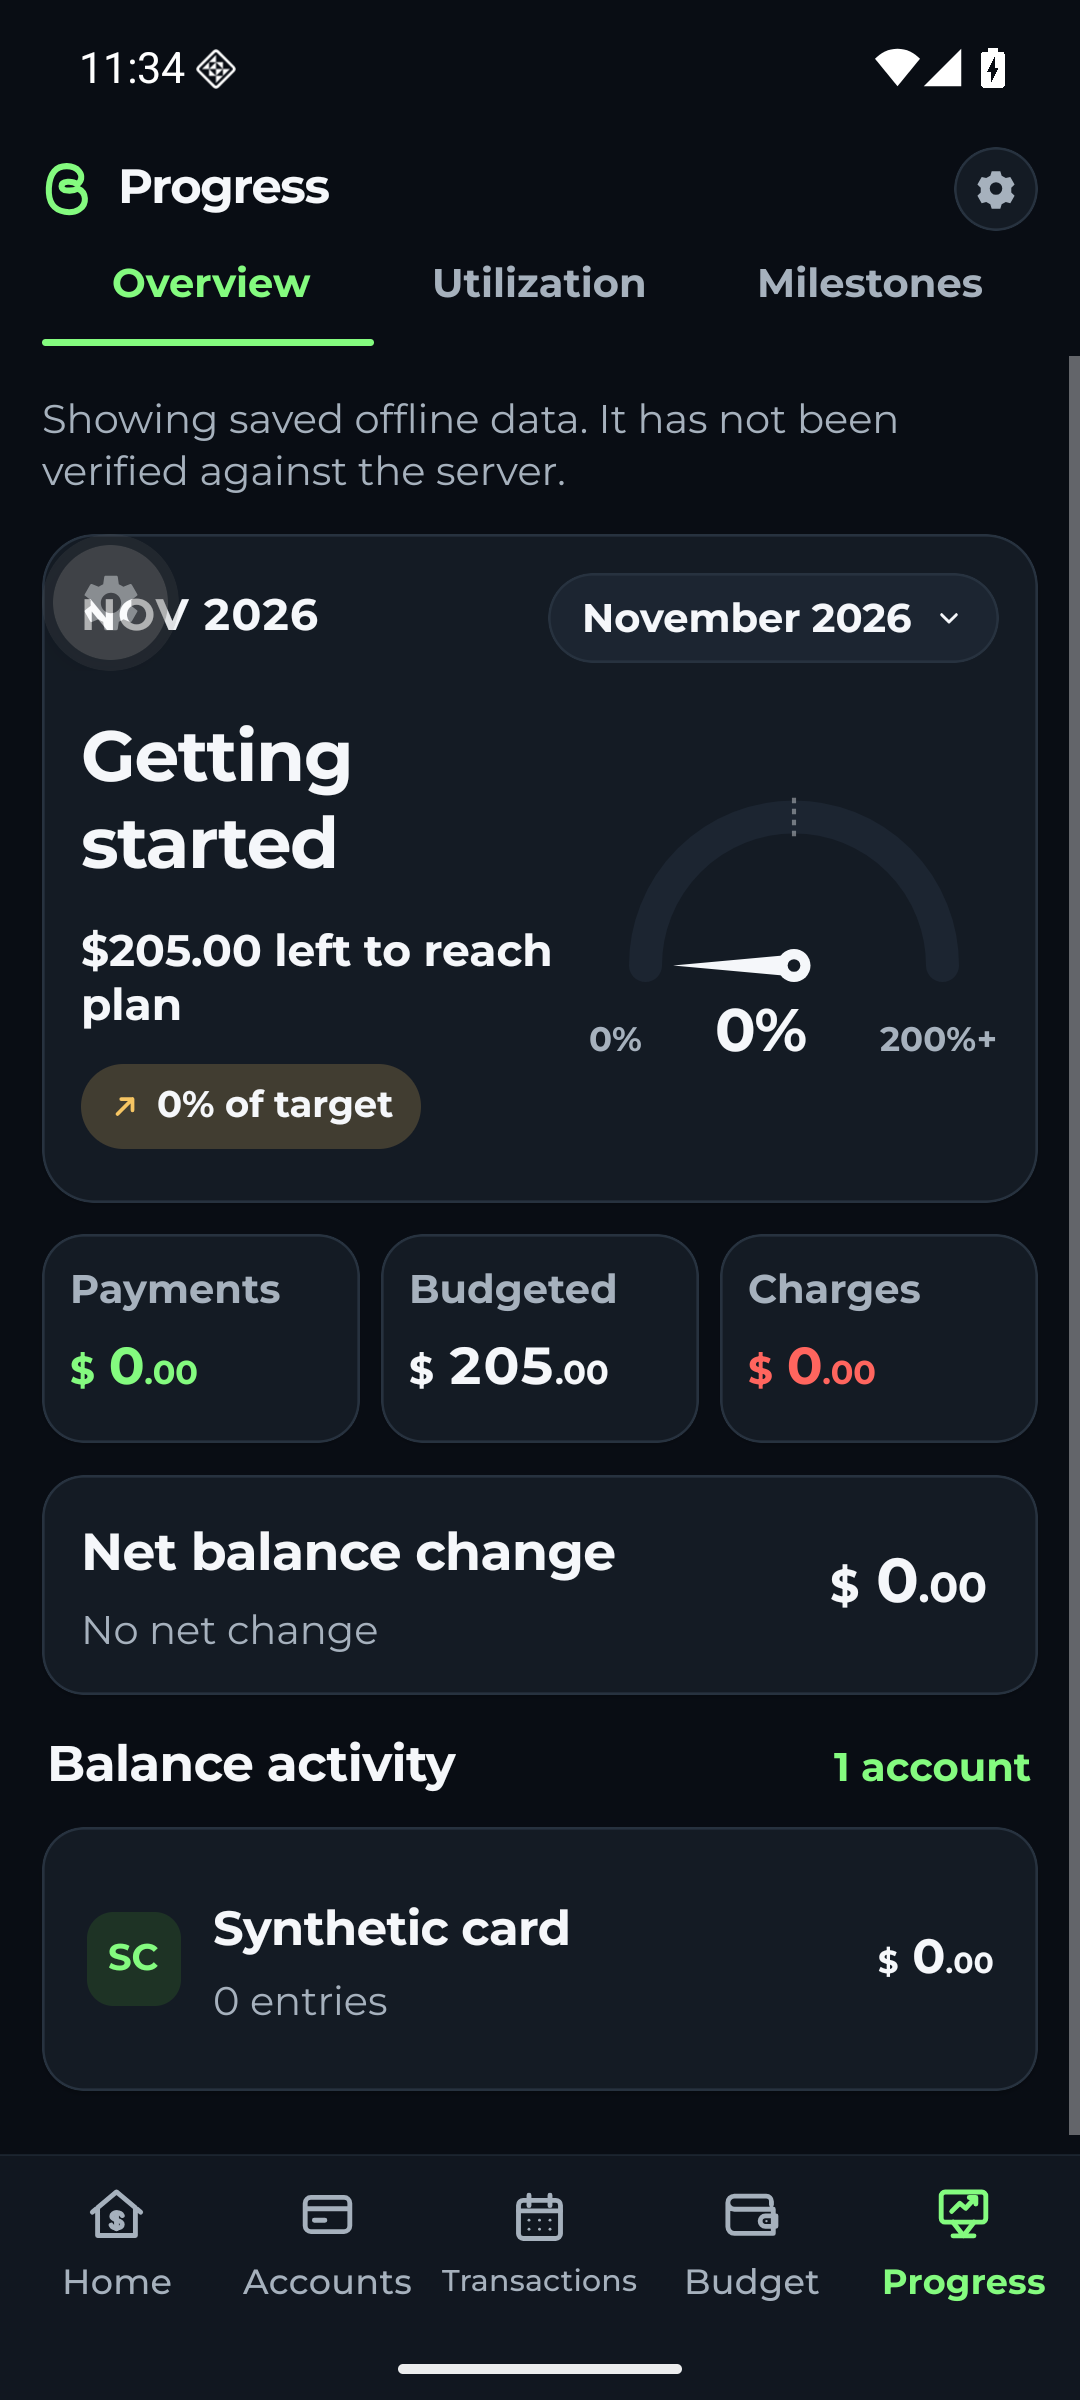 11:34
Progress
Overview
Utilization
Milestones
Showing saved offline data. It has not been
verified against the server.
NOV 2026
November 2026
Getting
started
$205.00 left to reach
plan
0% of target
0%
0%
200%+
Payments
$ 0.00
Budgeted
$ 205.00
Charges
$ 0.00
Net balance change
No net change
$ 0.00
Balance activity
1 account
SC
Synthetic card
0 entries
$ 0.00
Home
Accounts
Transactions
Budget
Progress